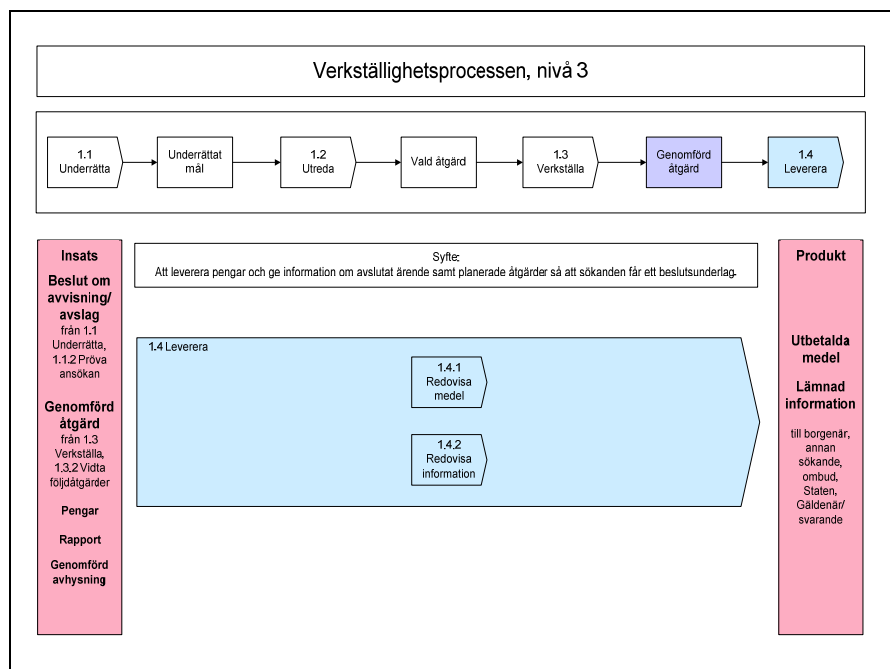 Verkställighetsprocessen, nivå 3
1.1
Underrätta
Underrättat
mål
1.2
Utreda
Vald åtgärd
1.3
Verkställa
Genomförd
åtgärd
1.4
Leverera
Insats
Beslut om
avvisning/
avslag
från 1.1
Underrätta,
1.1.2 Pröva
ansökan
Genomförd
åtgärd
från 1.3
Verkställa,
1.3.2 Vidta
följdåtgärder
Pengar
Rapport
Genomförd
avhysning
Syfte:
Att leverera pengar och ge information om avslutat ärende samt planerade åtgärder så att sökanden får ett beslutsunderlag.
1.4 Leverera
1.4.1
Redovisa
medel
1.4.2
Redovisa
information
Produkt
Utbetalda
medel
Lämnad
information
till borgenär,
annan
sökande,
ombud,
Staten,
Gäldenär/
svarande